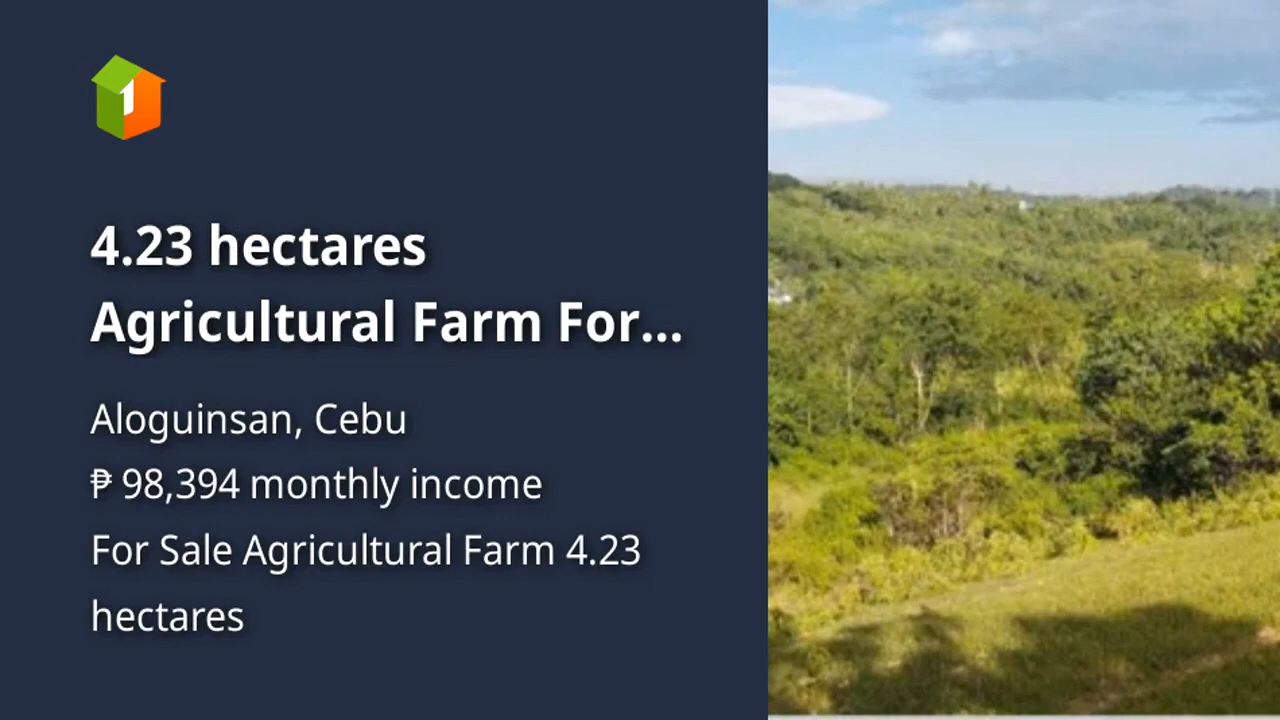 4.23 hectares
Agricultural Farm For...
Aloguinsan, Cebu
₱ 98,394 monthly income
For Sale Agricultural Farm 4.23
hectares